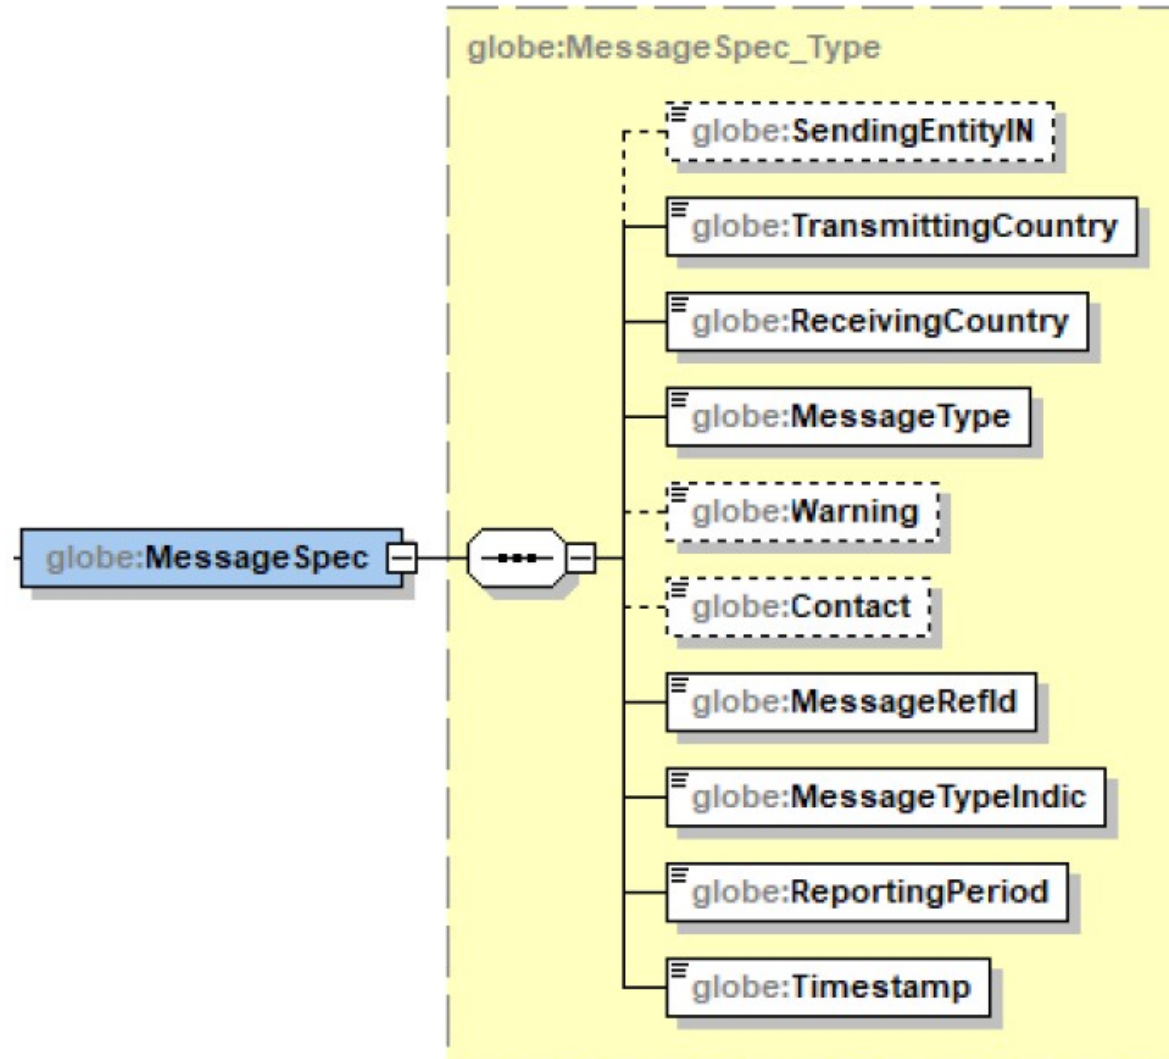 globe:MessageSpec_Type
globe:SendingEntityIN
globe:TransmittingCountry
globe:ReceivingCountry
globe:MessageType
globe:Warning
globe:MessageSpec
globe:Contact
globe:MessageRefId
globe:MessageTypeIndic
globe:ReportingPeriod
globe:Timestamp